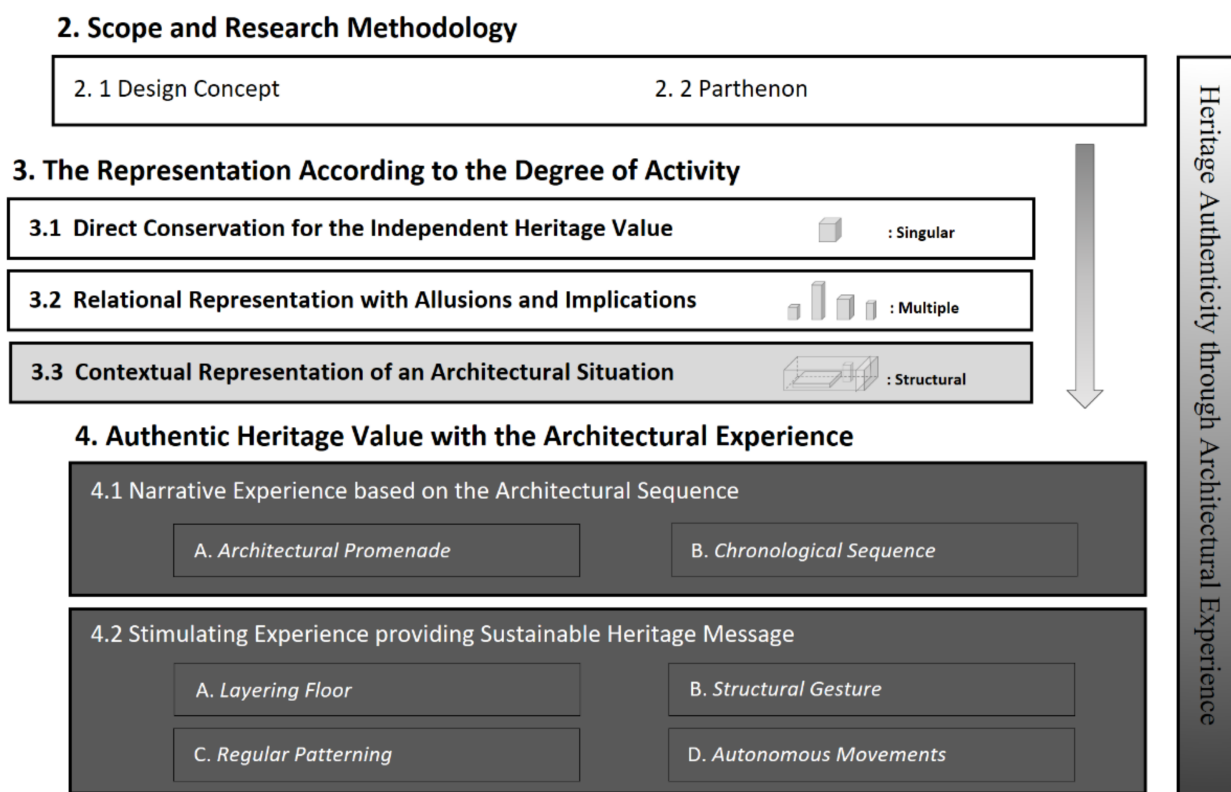 2. Scope and Research Methodology
2. 1 Design Concept
2. 2 Parthenon
3. The Representation According to the Degree of Activity
3.1 Direct Conservation for the Independent Heritage Value
: Singular
3.2 Relational Representation with Allusions and Implications
: Multiple
3.3 Contextual Representation of an Architectural Situation
: Structural
4. Authentic Heritage Value with the Architectural Experience
4.1 Narrative Experience based on the Architectural Sequence
A. Architectural Promenade
B. Chronological Sequence
4.2 Stimulating Experience providing Sustainable Heritage Message
A. Layering Floor
B. Structural Gesture
C. Regular Patterning
D. Autonomous Movements
Heritage Authenticity through Architectural Experience